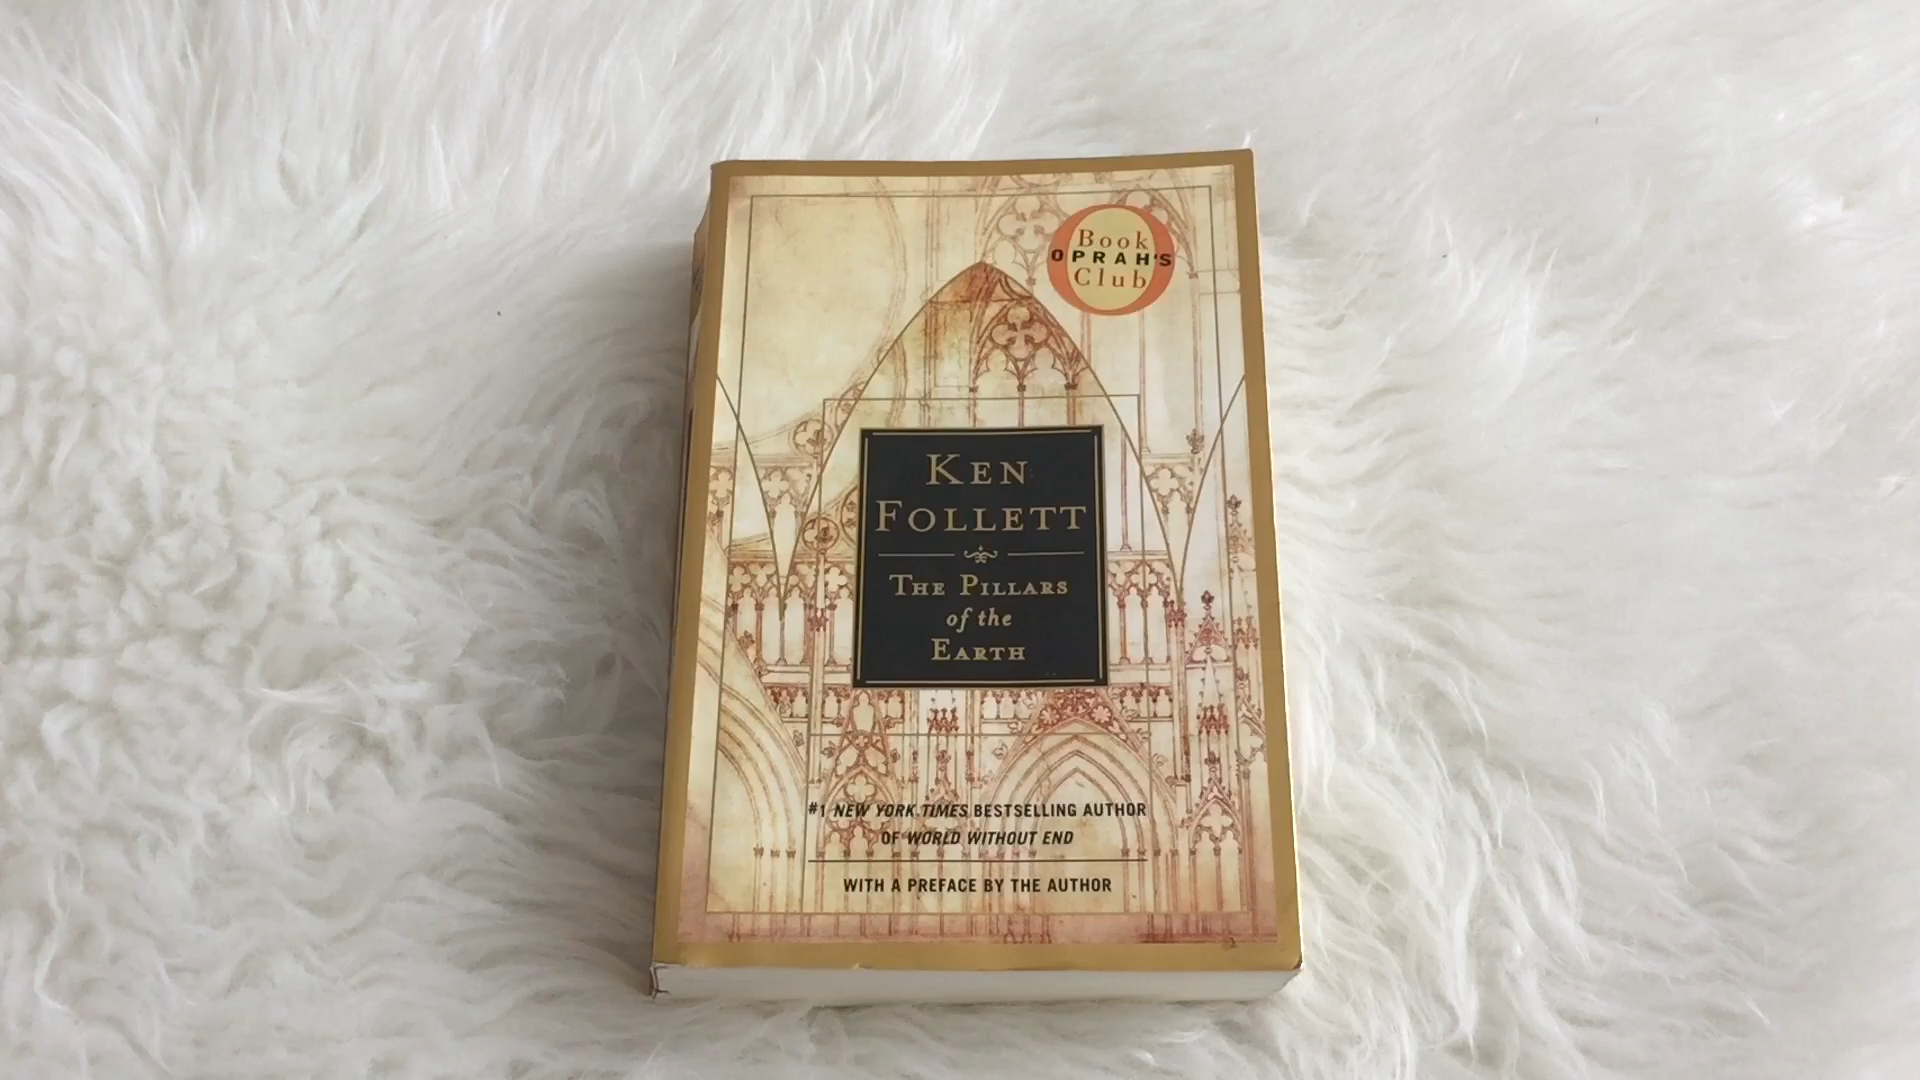 Book
OPRAH'S
Club
KEN
FOLLETT
THE PILLARS
of the
EARTH
#1 NEW YORK TIMES BESTSELLING AUTHOR
OF WORLD WITHOUT END
WITH A PREFACE BY THE AUTHOR